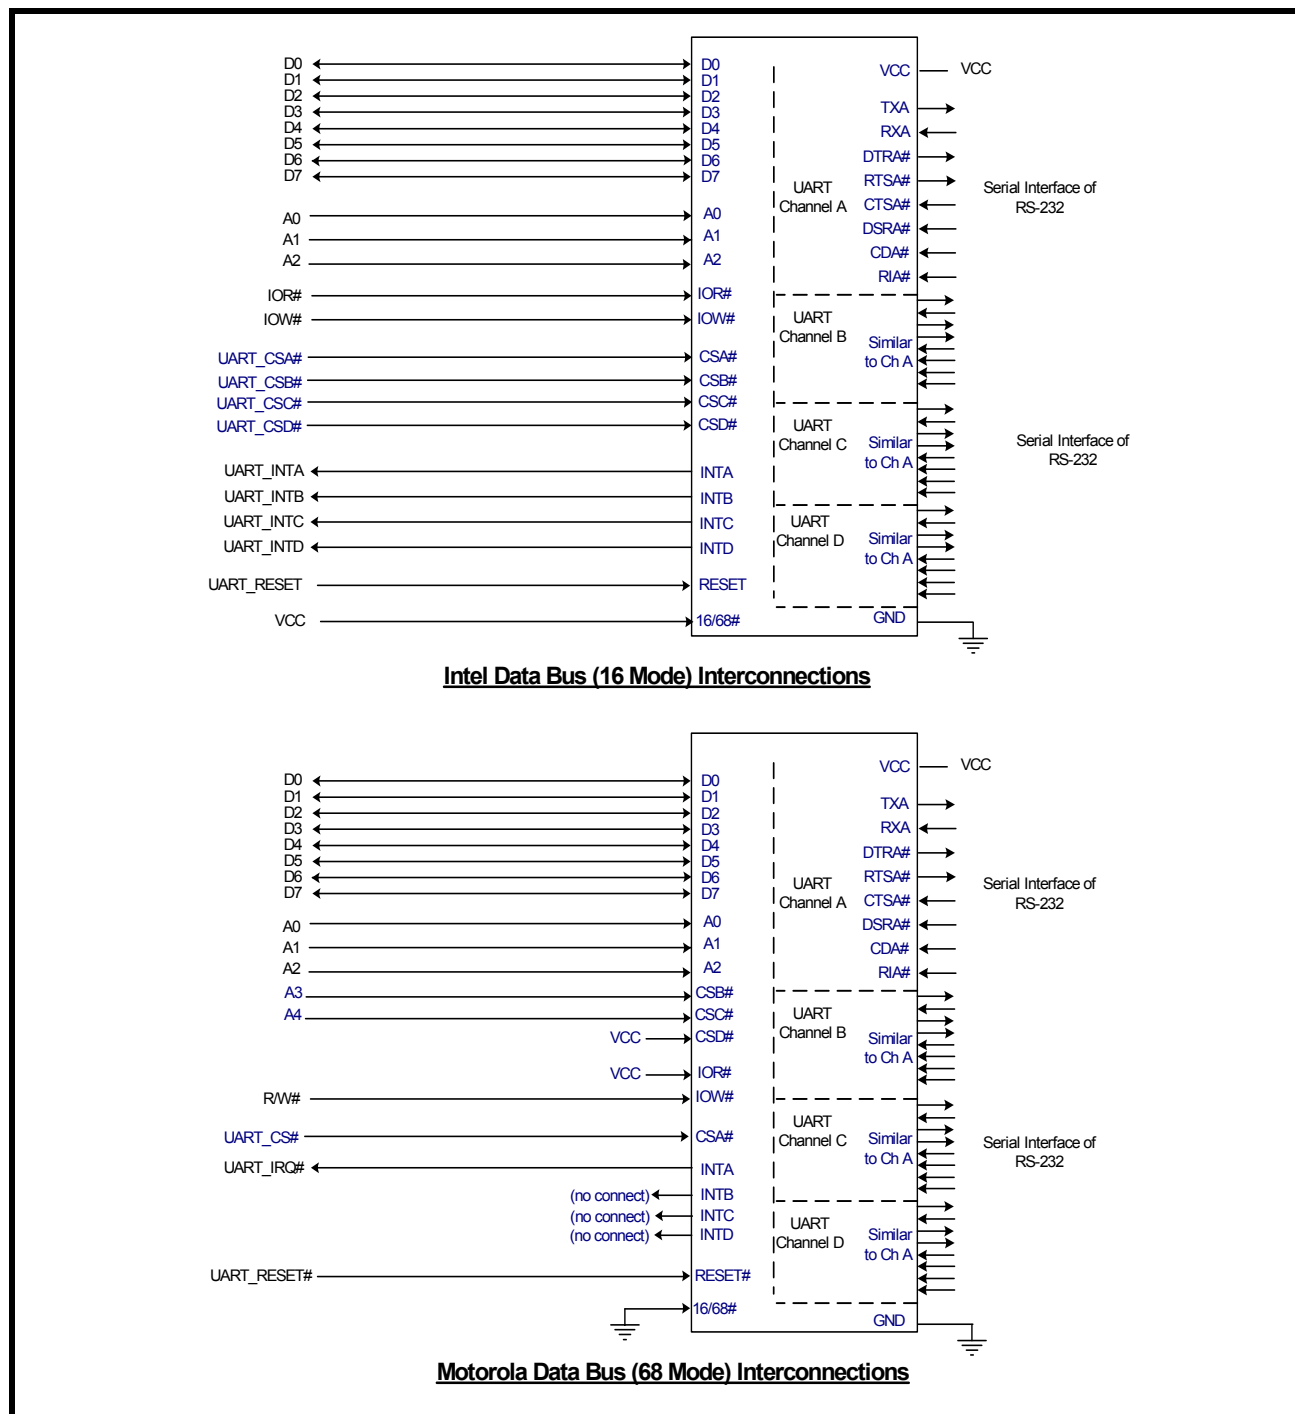 D0 D0 VCC VCC
D1 D1
D2 D2
D3 D3 TXA
D4 D4 RXA
D5 D5
D6 D6 DTRA#
D7 D7 RTSA#
UART
Channel A
Serial Interface of
RS-232
CTSA#
A0 A0
DSRA#
A1 A1
CDA#
A2 A2
RIA#
IOR# IOR#
IOW# IOW#
UART
Channel B
Similar
to Ch A
UART_CSA# CSA#
UART_CSB# CSB#
UART_CSC# CSC#
UART_CSD# CSD#
UART
Channel C
Similar
to Ch A
Serial Interface of
RS-232
UART_INTA INTA
UART_INTB INTB
UART_INTC INTC
UART_INTD INTD
UART
Channel D
Similar
to Ch A
UART_RESET RESET
VCC 16/68# GND
Intel Data Bus (16 Mode) Interconnections
D0 D0 VCC VCC
D1 D1
D2 D2
D3 D3 TXA
D4 D4 RXA
D5 D5
D6 D6 DTRA#
D7 D7 RTSA#
UART
Channel A
Serial Interface of
RS-232
CTSA#
A0 A0
DSRA#
A1 A1
CDA#
A2 A2
RIA#
A3 CSB#
A4 CSC#
VCC CSD#
UART
Channel B
Similar
to Ch A
VCC IOR#
R/W# IOW#
UART_CS# CSA#
UART
Channel C
Similar
to Ch A
Serial Interface of
RS-232
UART_IRQ# INTA
(no connect) INTB
(no connect) INTC
(no connect) INTD
UART
Channel D
Similar
to Ch A
UART_RESET# RESET#
16/68# GND
Motorola Data Bus (68 Mode) Interconnections